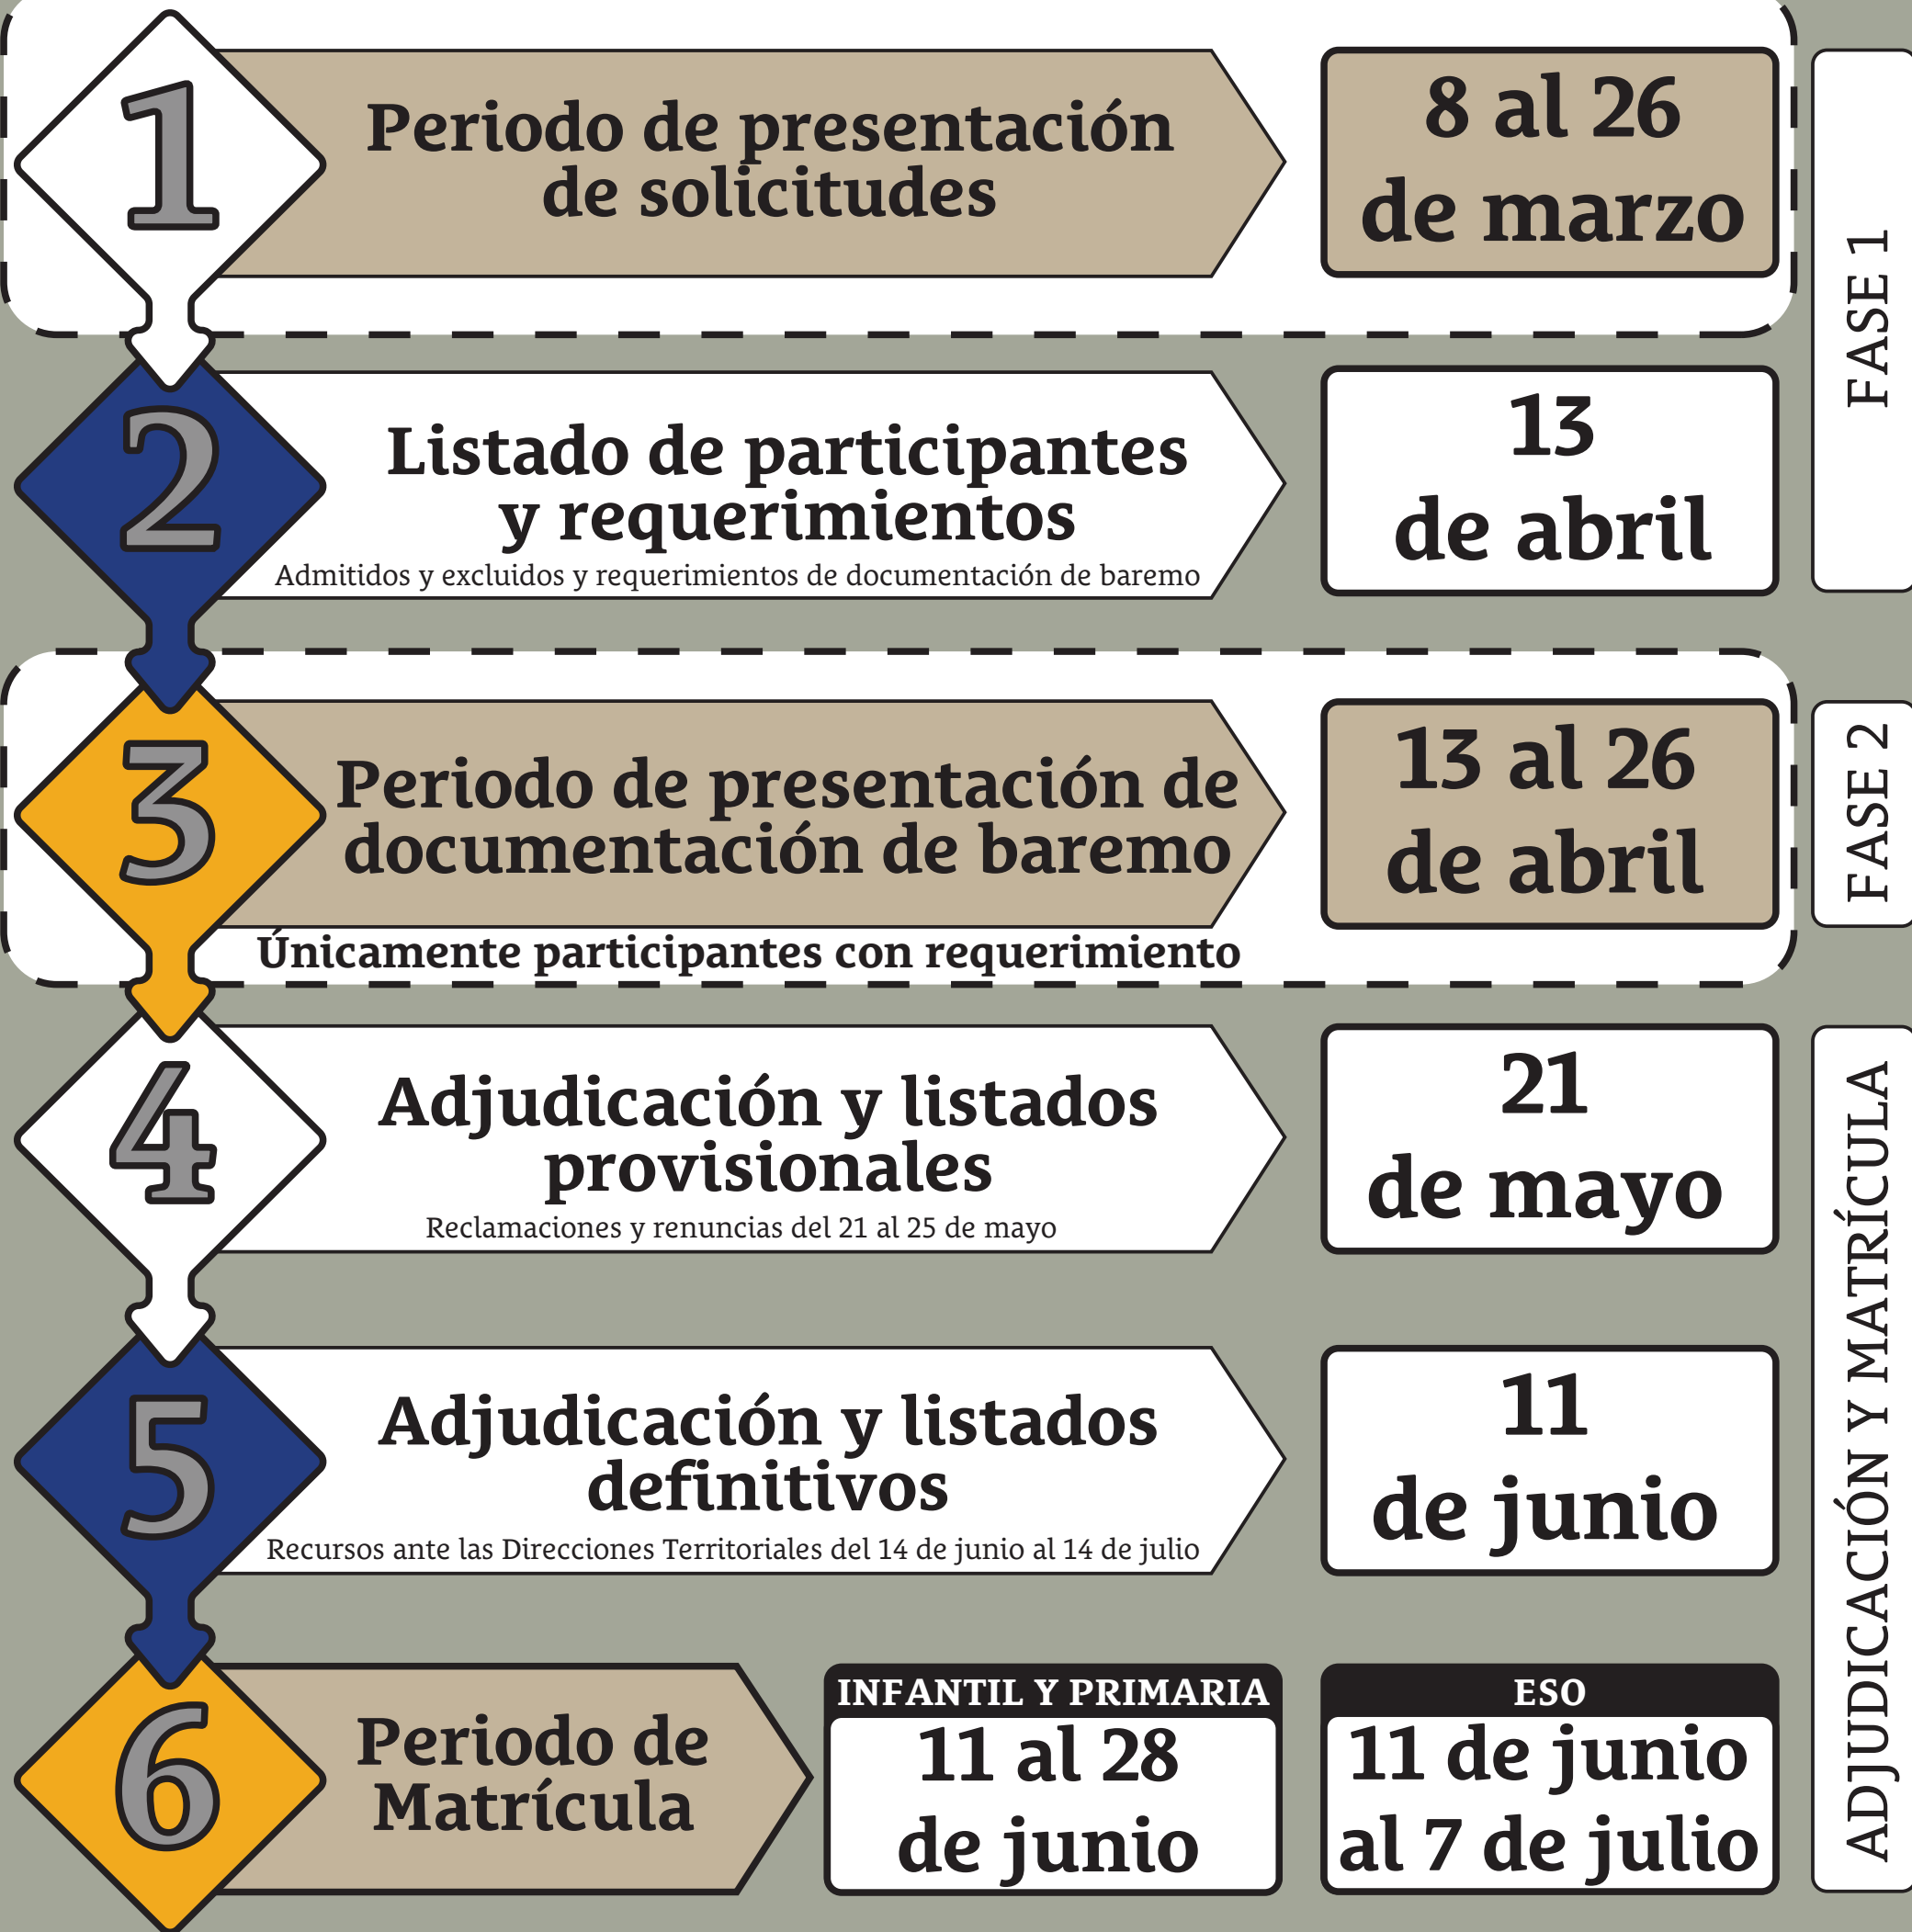 1
Periodo de presentación
de solicitudes
8 al 26
de marzo
FASE 1
2
Listado de participantes
y requerimientos
Admitidos y excluidos y requerimientos de documentación de baremo
13
de abril
3
Periodo de presentación de
documentación de baremo
Únicamente participantes con requerimiento
13 al 26
de abril
FASE 2
4
Adjudicación y listados
provisionales
Reclamaciones y renuncias del 21 al 25 de mayo
21
de mayo
ADJUDICACIÓN Y MATRÍCULA
5
Adjudicación y listados
definitivos
Recursos ante las Direcciones Territoriales del 14 de junio al 14 de julio
11
de junio
6
Periodo de
Matrícula
INFANTIL Y PRIMARIA
11 al 28
de junio
ESO
11 de junio
al 7 de julio